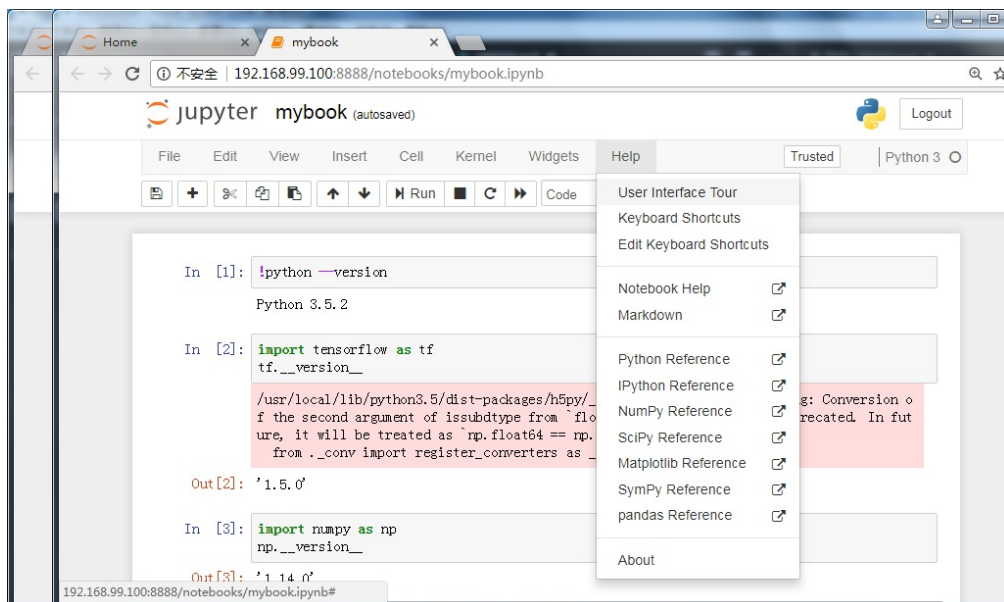 Home
mybook
不安全 | 192.168.99.100:8888/notebooks/mybook.ipynb
jupyter mybook (autosaved)
Logout
File Edit View Insert Cell Kernel Widgets Help
Trusted
Python 3
Run
Code
User Interface Tour
Keyboard Shortcuts
Edit Keyboard Shortcuts
Notebook Help
Markdown
Python Reference
IPython Reference
NumPy Reference
SciPy Reference
Matplotlib Reference
SymPy Reference
pandas Reference
About
In [1]: !python --version
Python 3.5.2
In [2]: import tensorflow as tf
tf.__version__
/usr/local/lib/python3.5/dist-packages/h5py/_ g: Conversion o
f the second argument of issubdtype from `flo recated. In fut
ure, it will be treated as `np.float64 == np.
from ._conv import register_converters as _
Out[2]: '1.5.0'
In [3]: import numpy as np
np.__version__
Out[3]: '1.14.0'
192.168.99.100:8888/notebooks/mybook.ipynb#